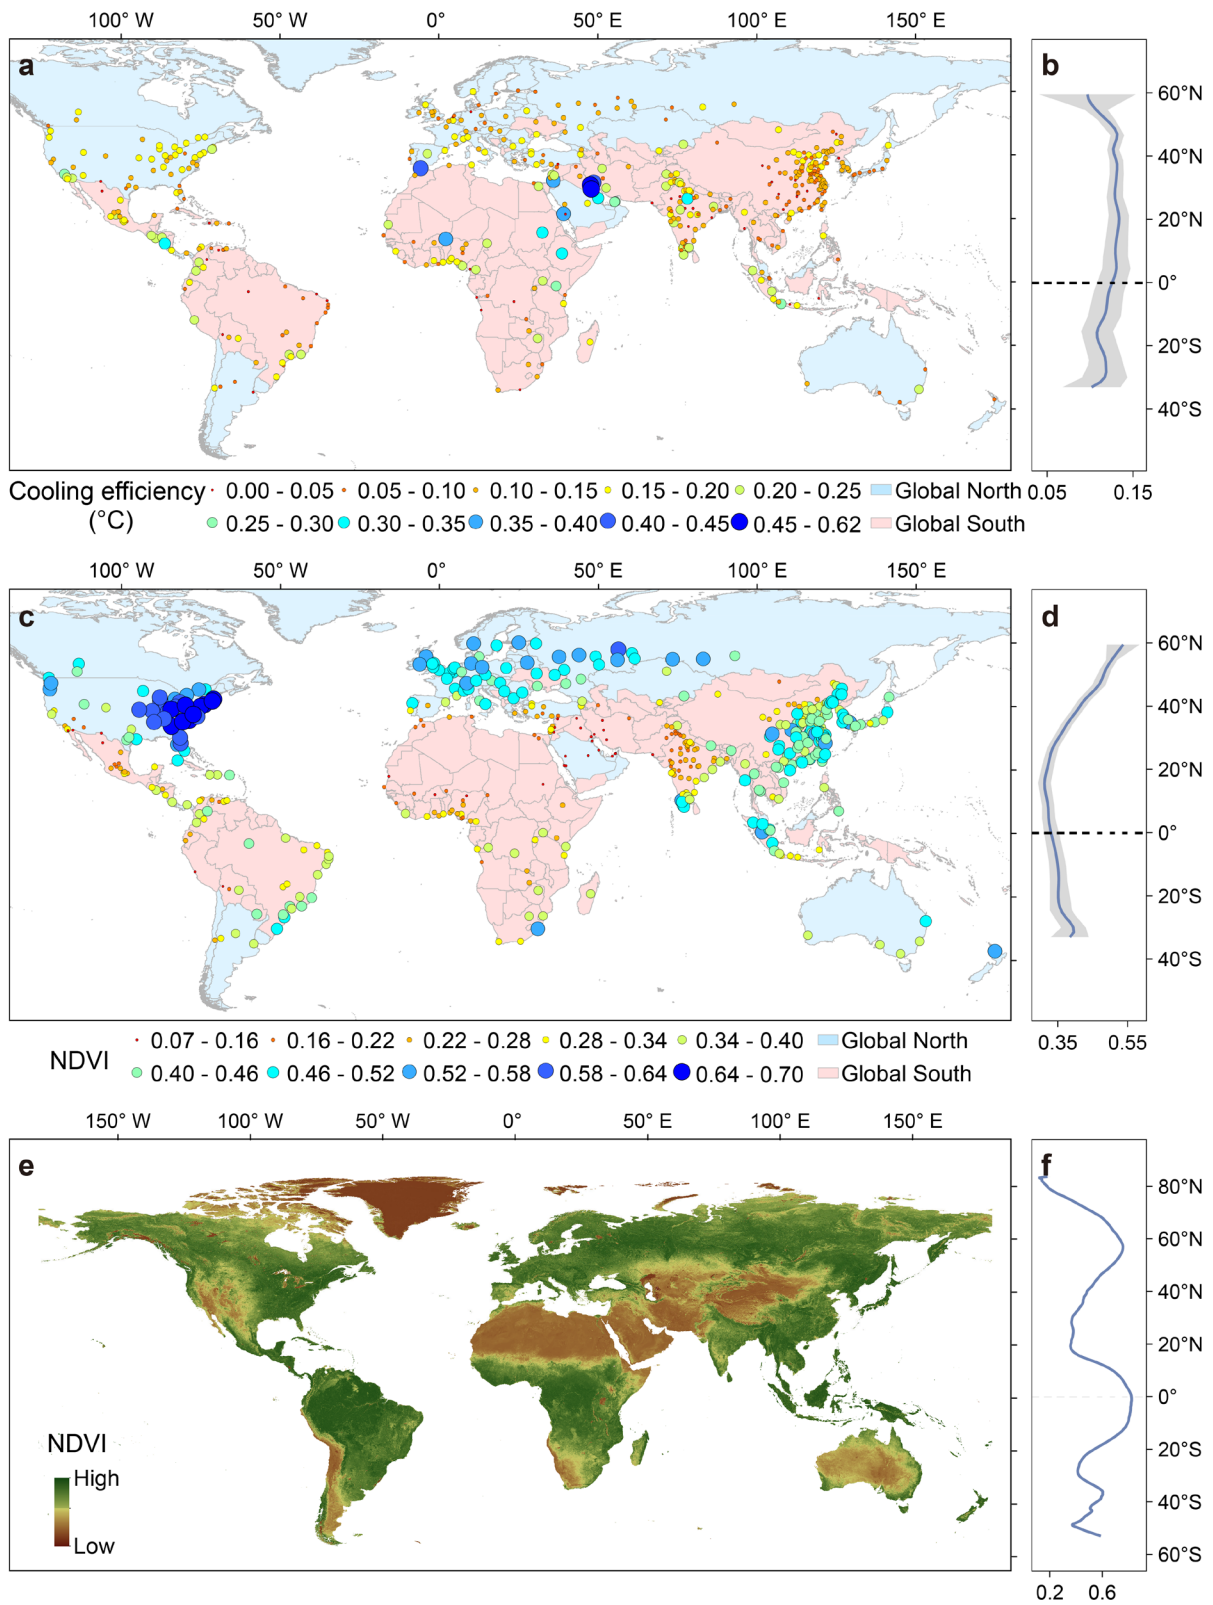 100° W 50° W 0° 50° E 100° E 150° E
a
b
60°N
40°N
20°N
0°
20°S
40°S
0.05 0.15
Cooling efficiency (°C)
0.00 - 0.05 0.05 - 0.10 0.10 - 0.15 0.15 - 0.20 0.20 - 0.25 Global North
0.25 - 0.30 0.30 - 0.35 0.35 - 0.40 0.40 - 0.45 0.45 - 0.62 Global South
100° W 50° W 0° 50° E 100° E 150° E
c
d
60°N
40°N
20°N
0°
20°S
40°S
0.35 0.55
NDVI
0.07 - 0.16 0.16 - 0.22 0.22 - 0.28 0.28 - 0.34 0.34 - 0.40 Global North
0.40 - 0.46 0.46 - 0.52 0.52 - 0.58 0.58 - 0.64 0.64 - 0.70 Global South
150° W 100° W 50° W 0° 50° E 100° E 150° E
e
f
80°N
60°N
40°N
20°N
0°
20°S
40°S
60°S
0.2 0.6
NDVI
High
Low